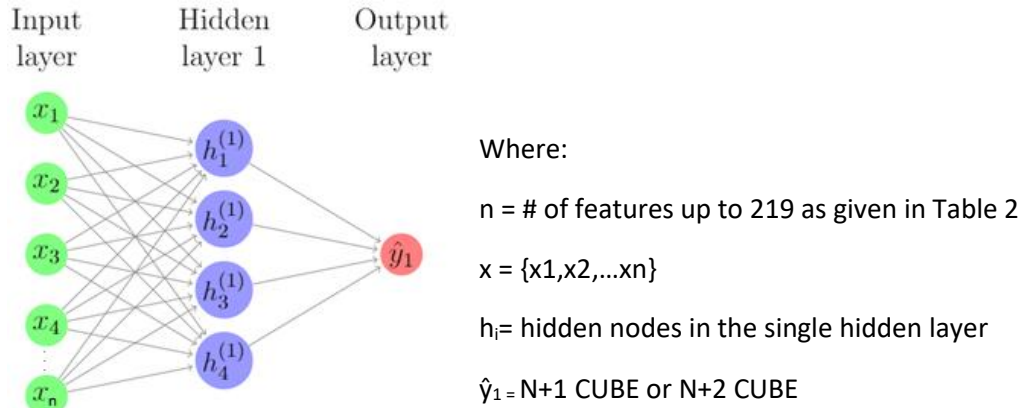 Input layer
Hidden layer 1
Output layer
x₁
x₂
x₃
x₄
⋮
xₙ
h₁⁽¹⁾
h₂⁽¹⁾
h₃⁽¹⁾
h₄⁽¹⁾
ŷ₁
Where:
n = # of features up to 219 as given in Table 2
x = {x1,x2,...xn}
hᵢ= hidden nodes in the single hidden layer
ŷ₁ = N+1 CUBE or N+2 CUBE